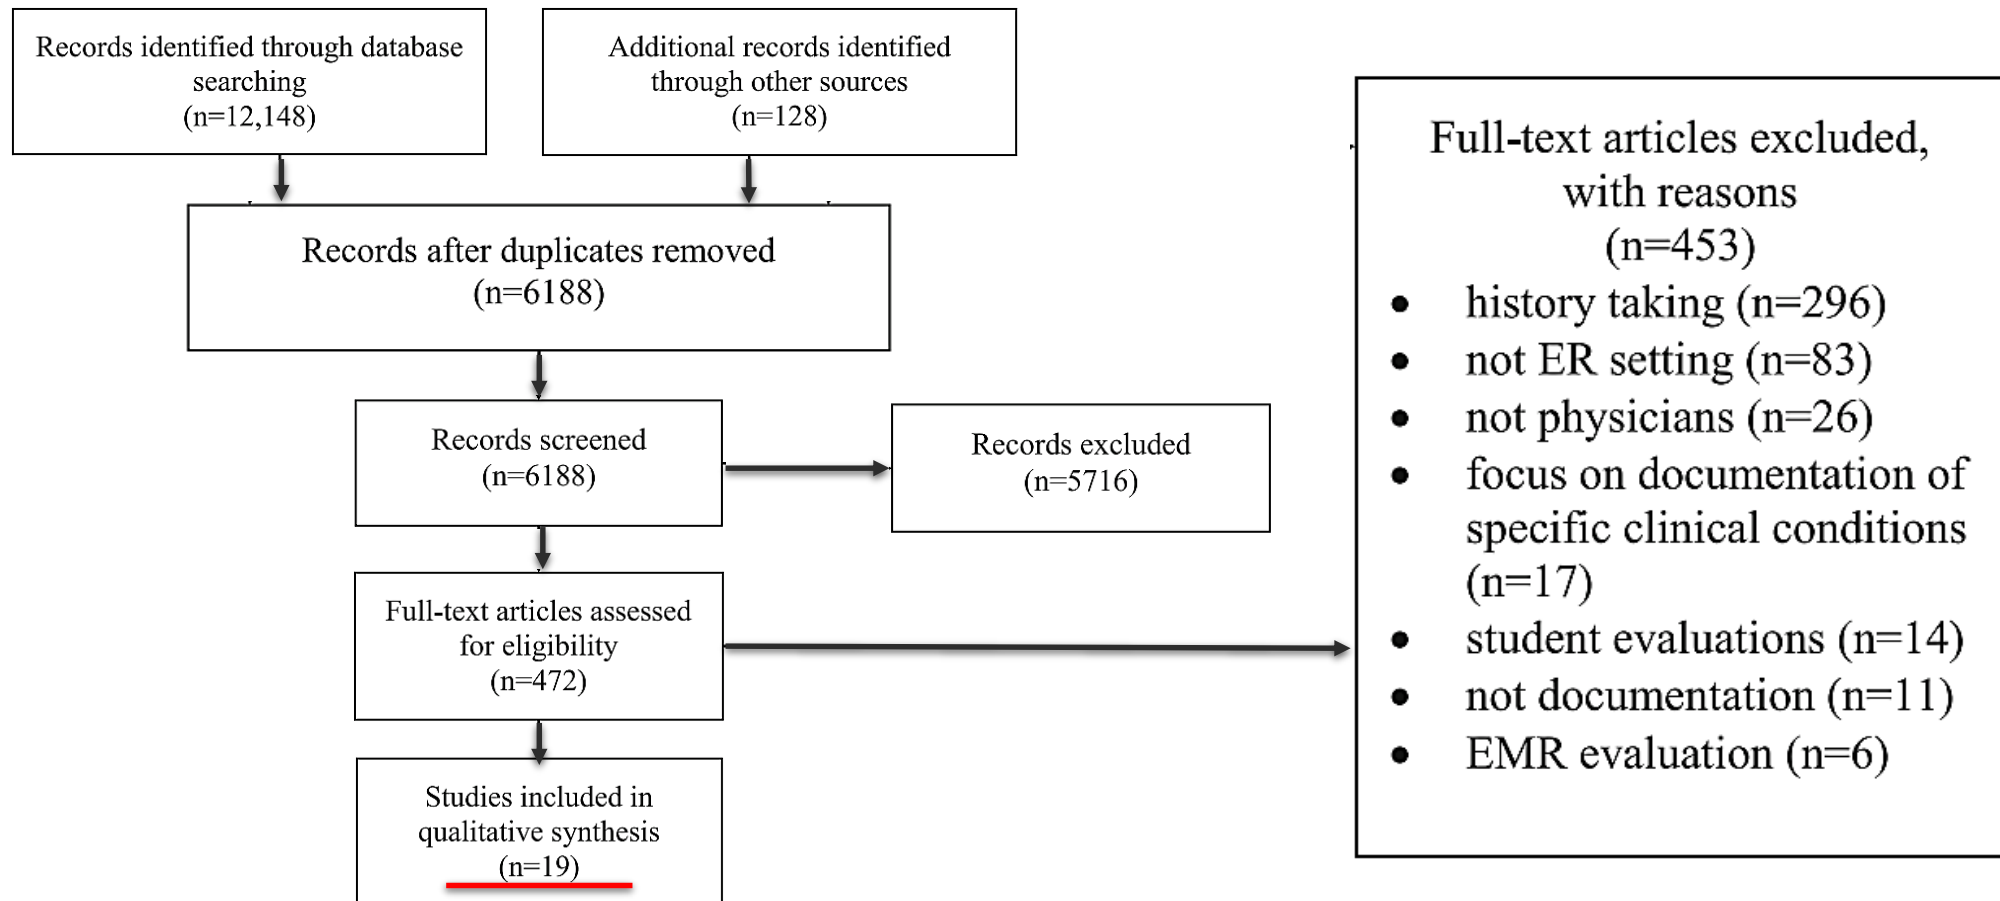 Records identified through database
searching
(n=12,148)
Additional records identified
through other sources
(n=128)
Records after duplicates removed
(n=6188)
Records screened
(n=6188)
Records excluded
(n=5716)
Full-text articles assessed
for eligibility
(n=472)
Studies included in
qualitative synthesis
(n=19)
Full-text articles excluded,
with reasons
(n=453)
• history taking (n=296)
• not ER setting (n=83)
• not physicians (n=26)
• focus on documentation of
specific clinical conditions
(n=17)
• student evaluations (n=14)
• not documentation (n=11)
• EMR evaluation (n=6)